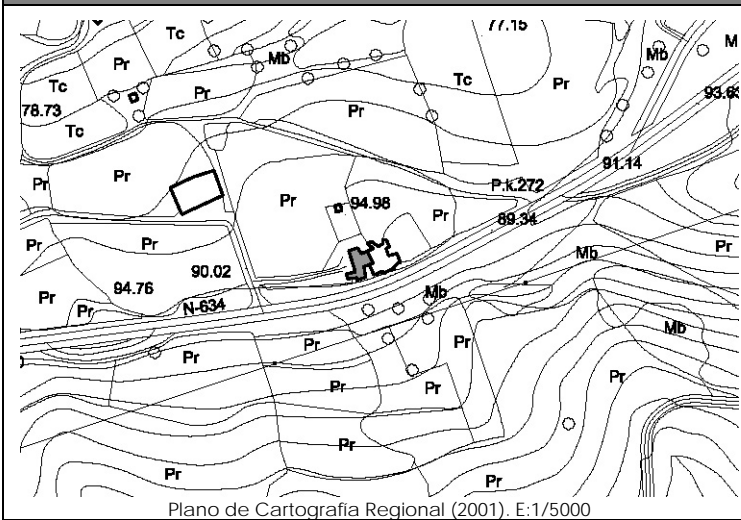 77.15
Tc
Mb
Mb
M
Pr
Tc
Tc
Pr
Pr
93.63
78.73
Pr
Tc
91.14
Pr
Pr
P.k.272
Pr
94.98
Pr
89.34
Pr
Pr
Pr
Mb
90.02
94.76
Mb
Pr
Pr
N-634
Mb
Pr
Pr
Pr
Pr
Pr
Pr
Pr
Pr
Pr
Plano de Cartografía Regional (2001). E:1/5000